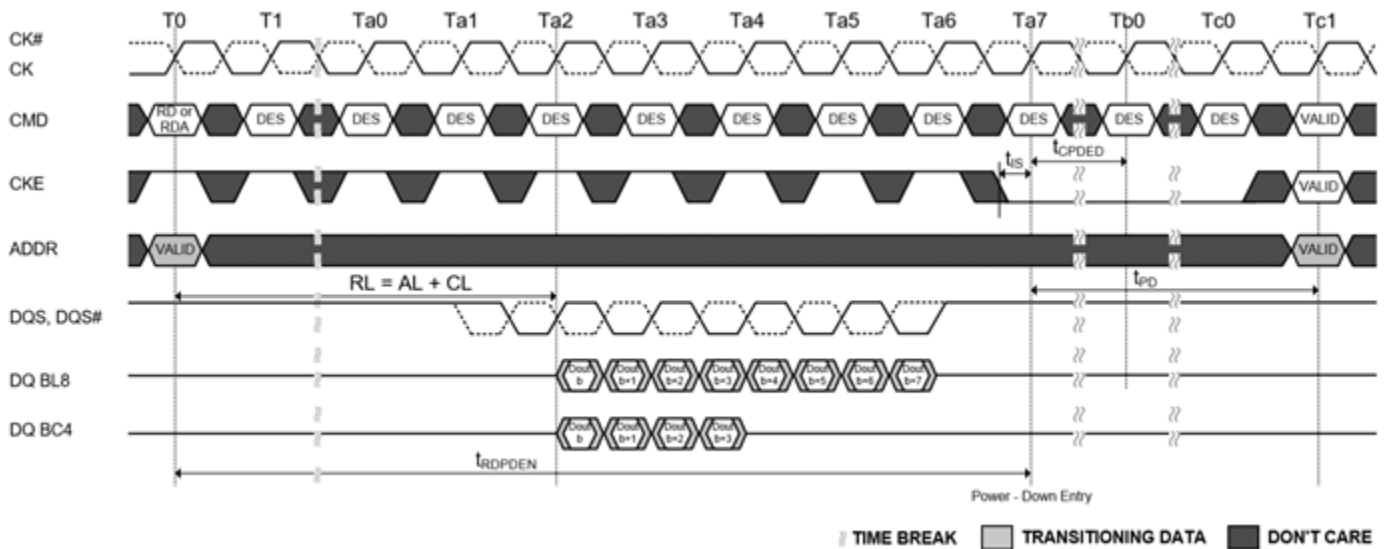 T0 T1 Ta0 Ta1 Ta2 Ta3 Ta4 Ta5 Ta6 Ta7 Tb0 Tc0 Tc1
CK#
CK
CMD RD or RDA DES DES DES DES DES DES DES DES DES DES DES VALID
tIS tCPDED
CKE VALID
ADDR VALID VALID
RL = AL + CL tPD
DQS, DQS#
DQ BL8 Dout b Dout b+1 Dout b+2 Dout b+3 Dout b+4 Dout b+5 Dout b+6 Dout b+7
DQ BC4 Dout b Dout b+1 Dout b+2 Dout b+3
tRDPDEN
Power - Down Entry
TIME BREAK TRANSITIONING DATA DON'T CARE